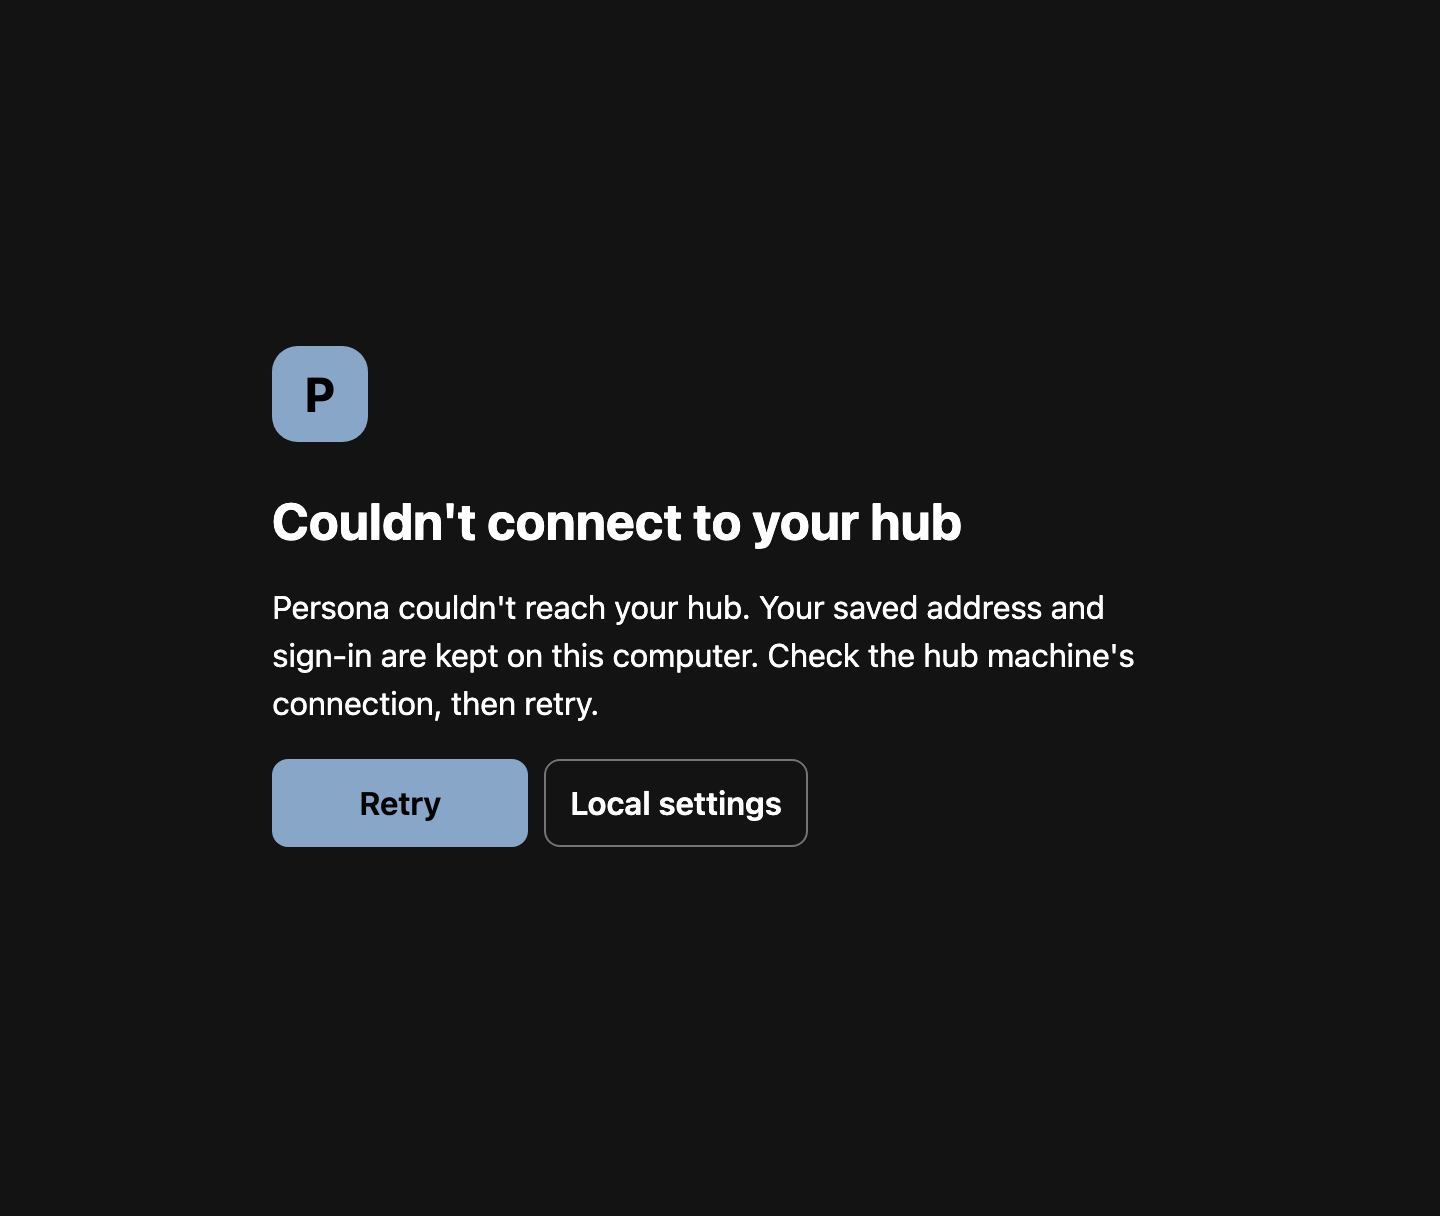 P
Couldn't connect to your hub
Persona couldn't reach your hub. Your saved address and
sign-in are kept on this computer. Check the hub machine's
connection, then retry.
Retry
Local settings